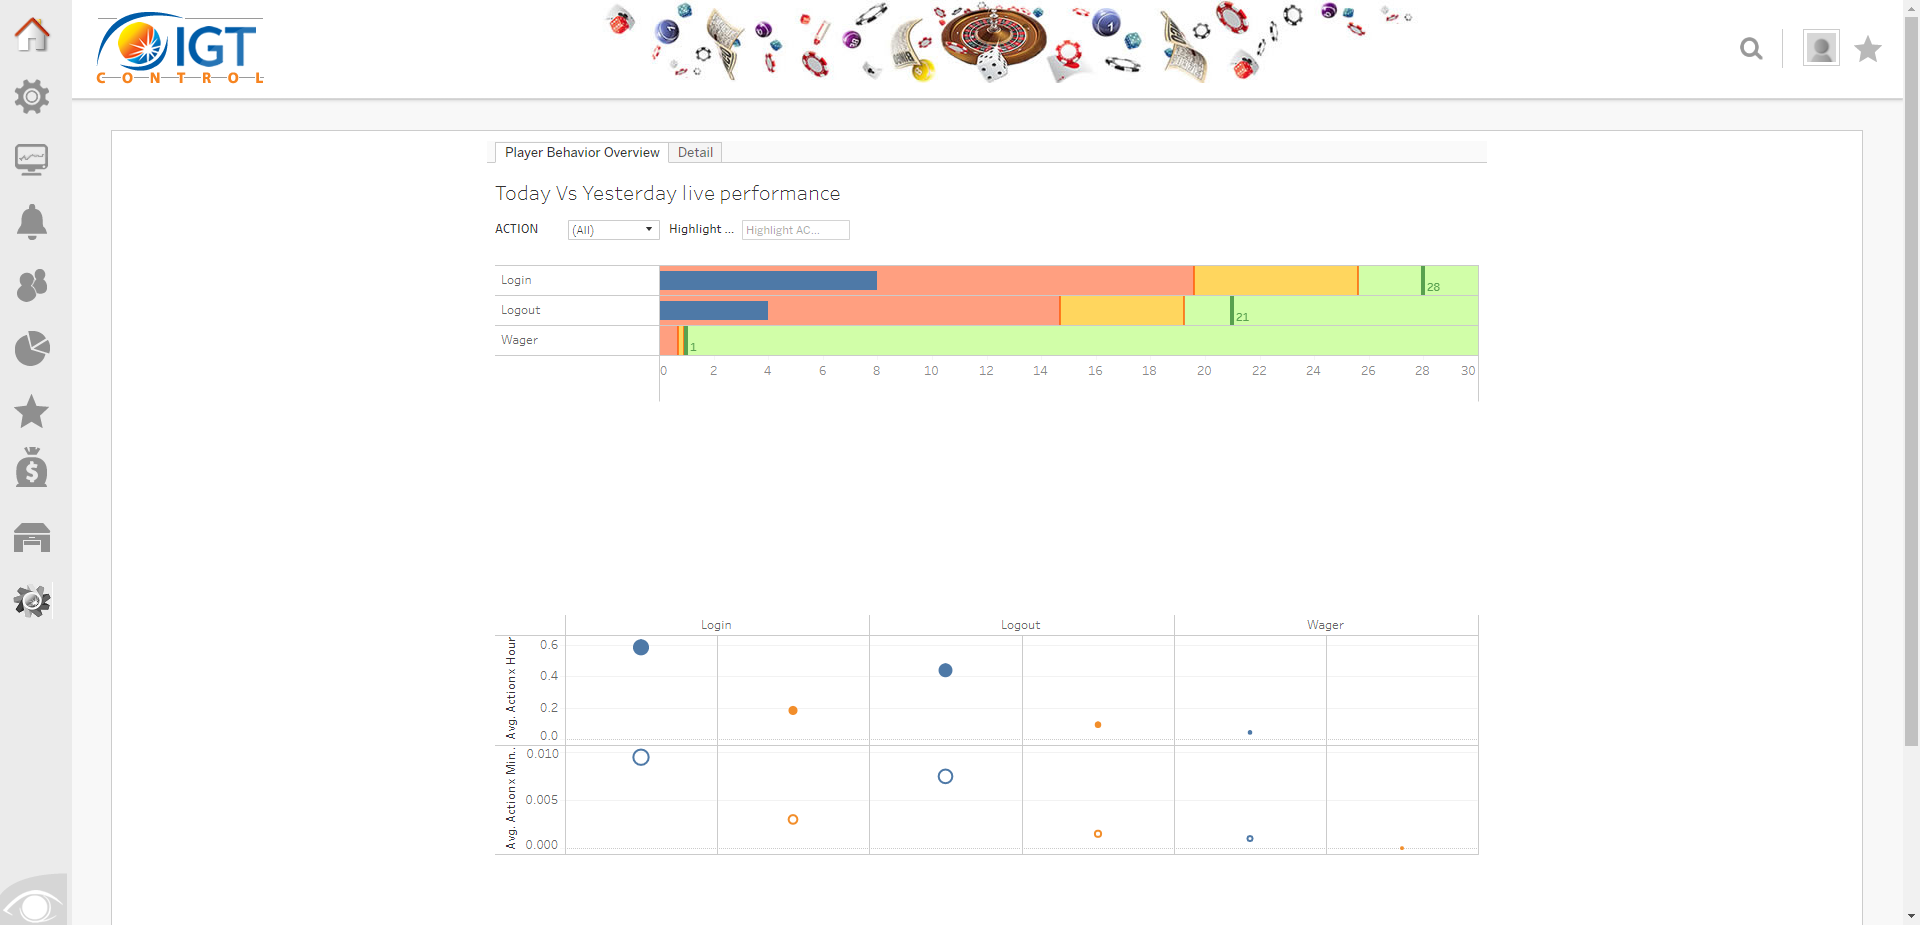 IGT
CONTROL
Player Behavior Overview
Detail
Today Vs Yesterday live performance
ACTION
(All)
Highlight ...
Highlight AC...
Login
28
Logout
21
Wager
1
0 2 4 6 8 10 12 14 16 18 20 22 24 26 28 30
Login Logout Wager
Avg. Action x Hour
0.6
0.4
0.2
0.0
Avg. Action x Min..
0.010
0.005
0.000